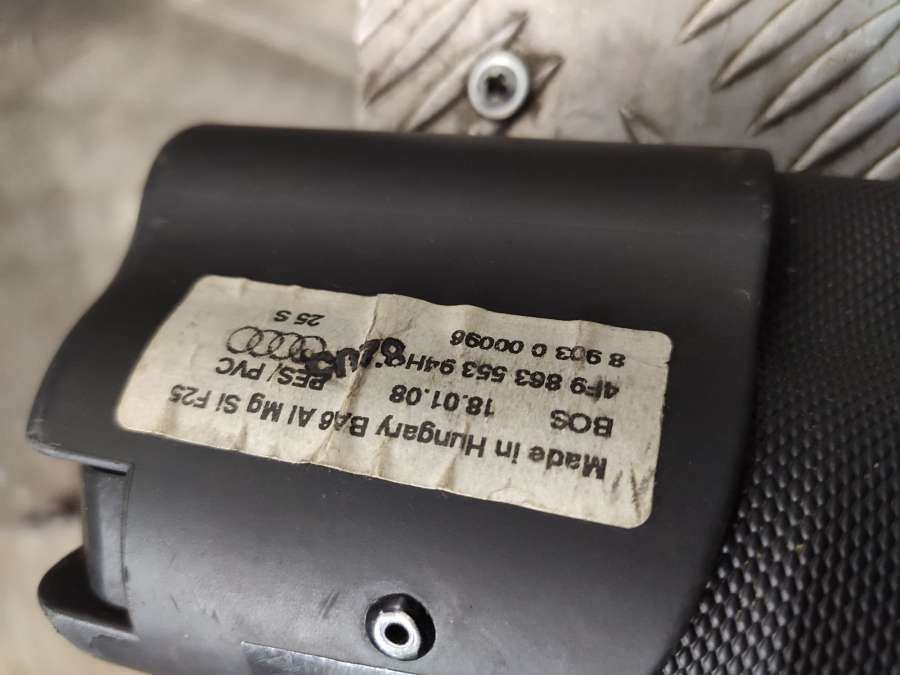 Made in Hungary BA6 Al Mg Si F25
BOS 18.01.08 PES/ PVC
4F9 863 553 94H
8 903 0 00096 25 S